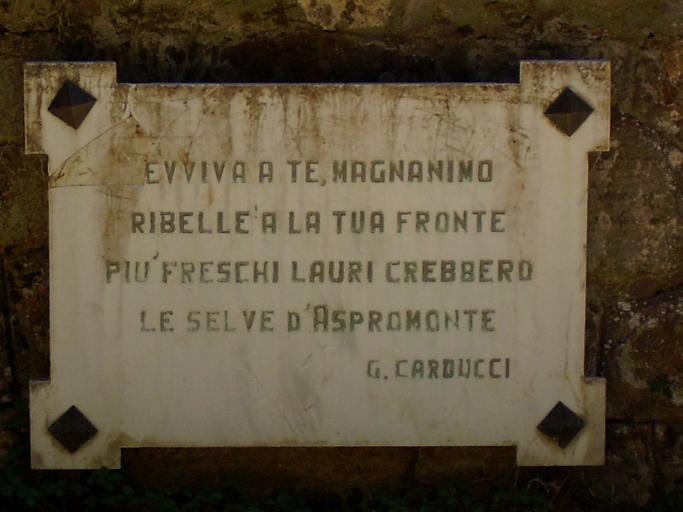 EVVIVA A TE, MAGNANIMO
RIBELLE'A LA TUA FRONTE
PIU' FRESCHI LAURI CREBBERO
LE SELVE D'ASPROMONTE
G. CARDUCCI